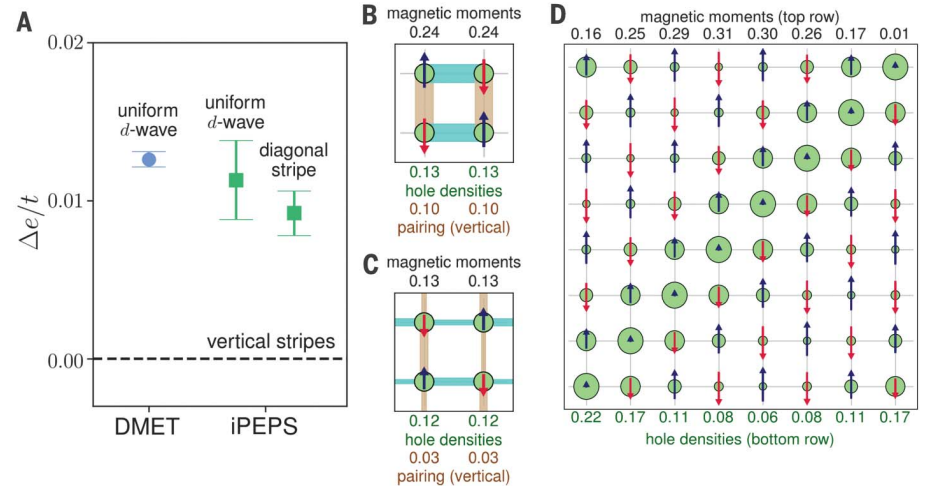 A
0.02
0.01
0.00
Δe/t
uniform
d-wave
uniform
d-wave
diagonal
stripe
vertical stripes
DMET
iPEPS
B
magnetic moments
0.24 0.24
0.13 0.13
hole densities
0.10 0.10
pairing (vertical)
C
magnetic moments
0.13 0.13
0.12 0.12
hole densities
0.03 0.03
pairing (vertical)
D
magnetic moments (top row)
0.16 0.25 0.29 0.31 0.30 0.26 0.17 0.01
0.22 0.17 0.11 0.08 0.06 0.08 0.11 0.17
hole densities (bottom row)